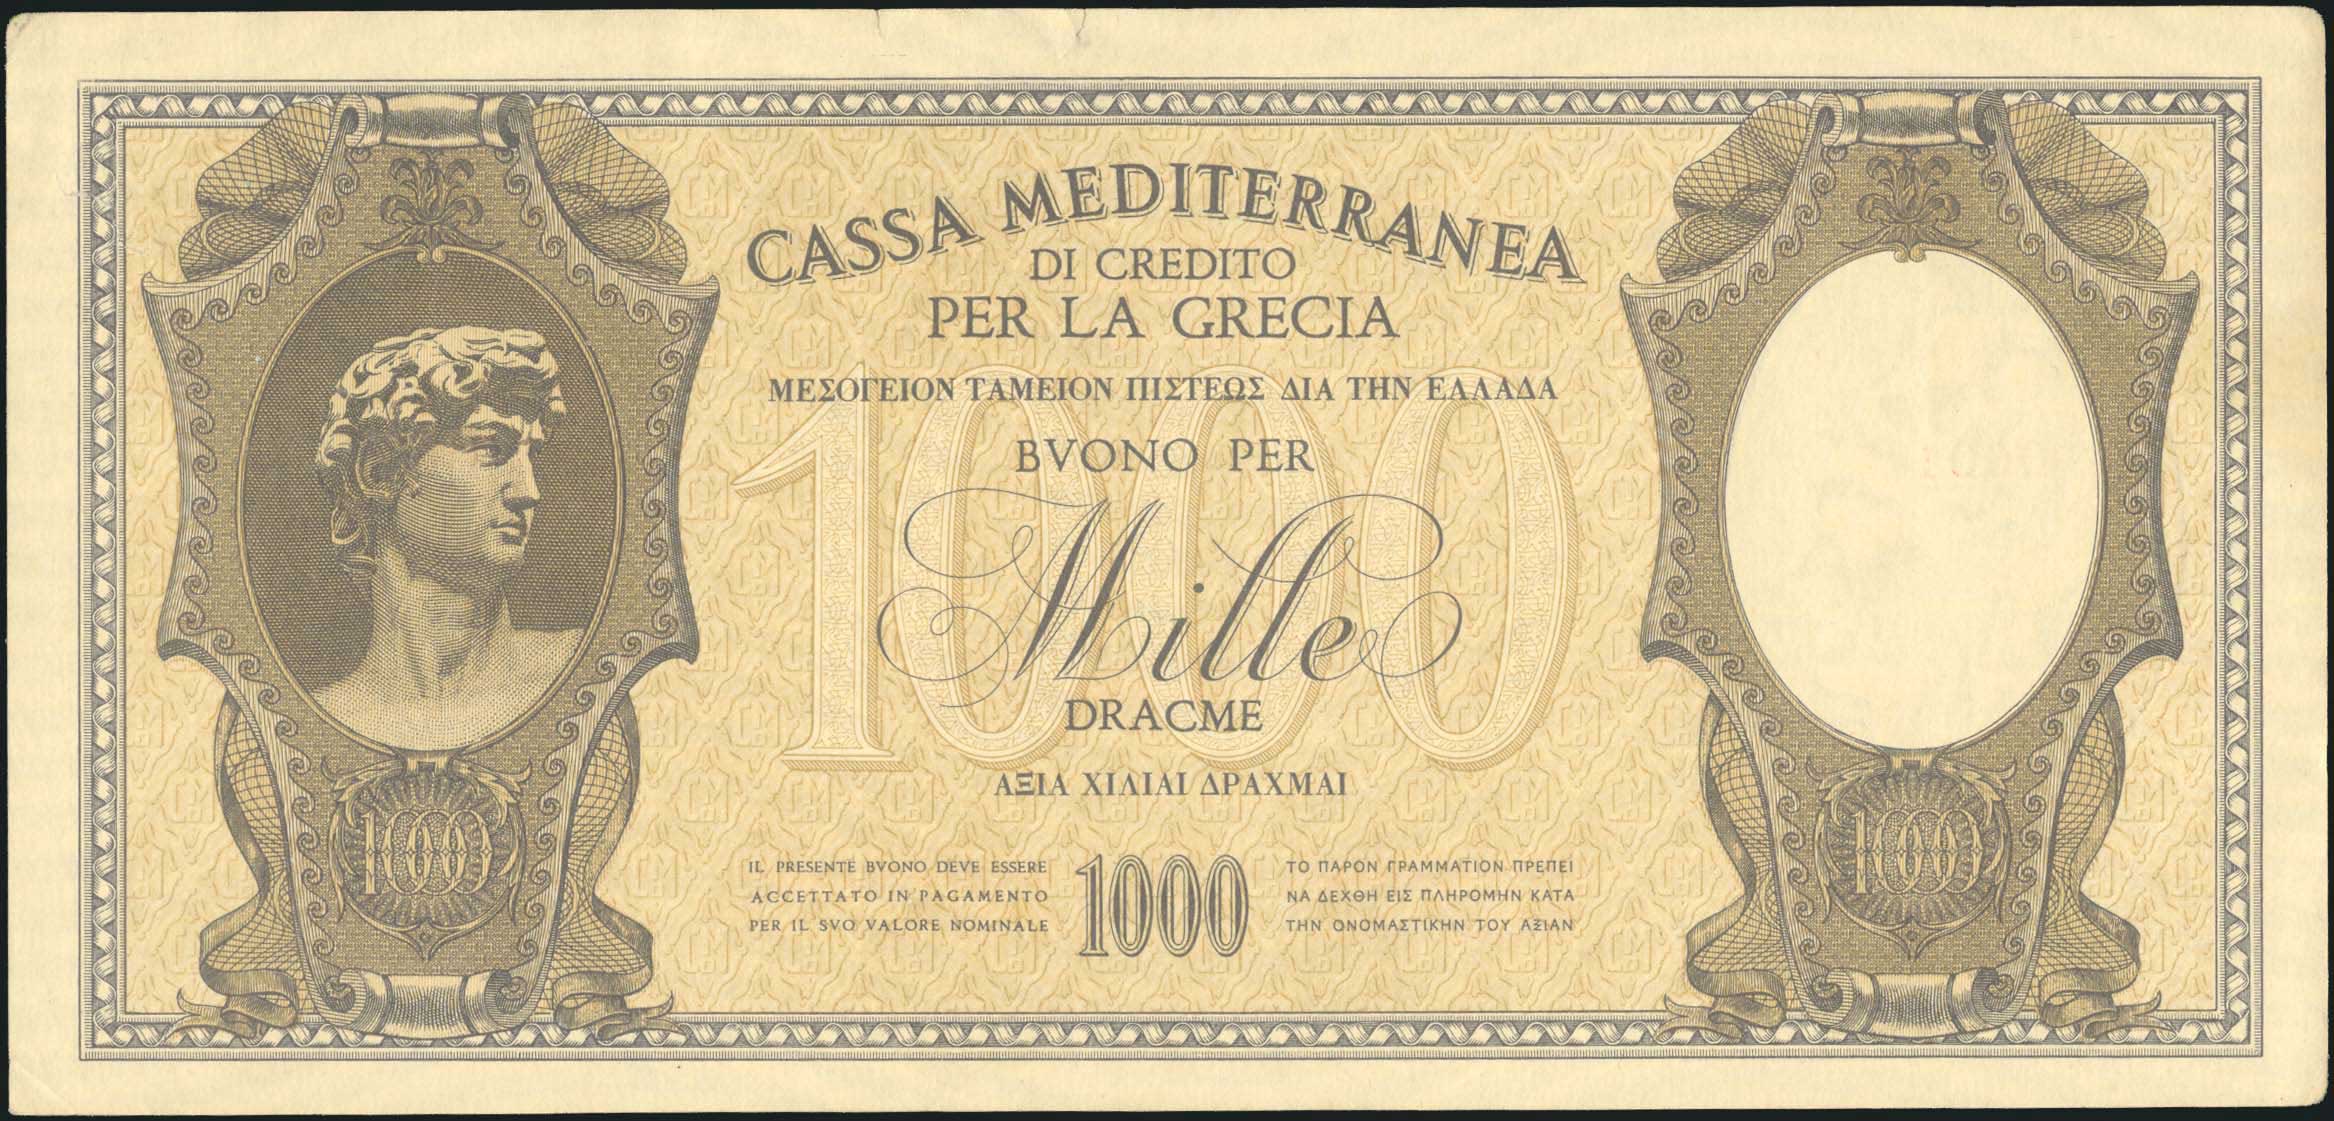 CASSA MEDITERRANEA
DI CREDITO
PER LA GRECIA
ΜΕΣΟΓΕΙΟΝ ΤΑΜΕΙΟΝ ΠΙΣΤΕΩΣ ΔΙΑ ΤΗΝ ΕΛΛΑΔΑ
BVONO PER
1000
Mille
DRACME
ΑΞΙΑ ΧΙΛΙΑΙ ΔΡΑΧΜΑΙ
1000
IL PRESENTE BVONO DEVE ESSERE
ACCETTATO IN PAGAMENTO
PER IL SVO VALORE NOMINALE
1000
ΤΟ ΠΑΡΟΝ ΓΡΑΜΜΑΤΙΟΝ ΠΡΕΠΕΙ
ΝΑ ΔΕΧΘΗ ΕΙΣ ΠΛΗΡΟΜΗΝ ΚΑΤΑ
ΤΗΝ ΟΝΟΜΑΣΤΙΚΗΝ ΤΟΥ ΑΞΙΑΝ
1000